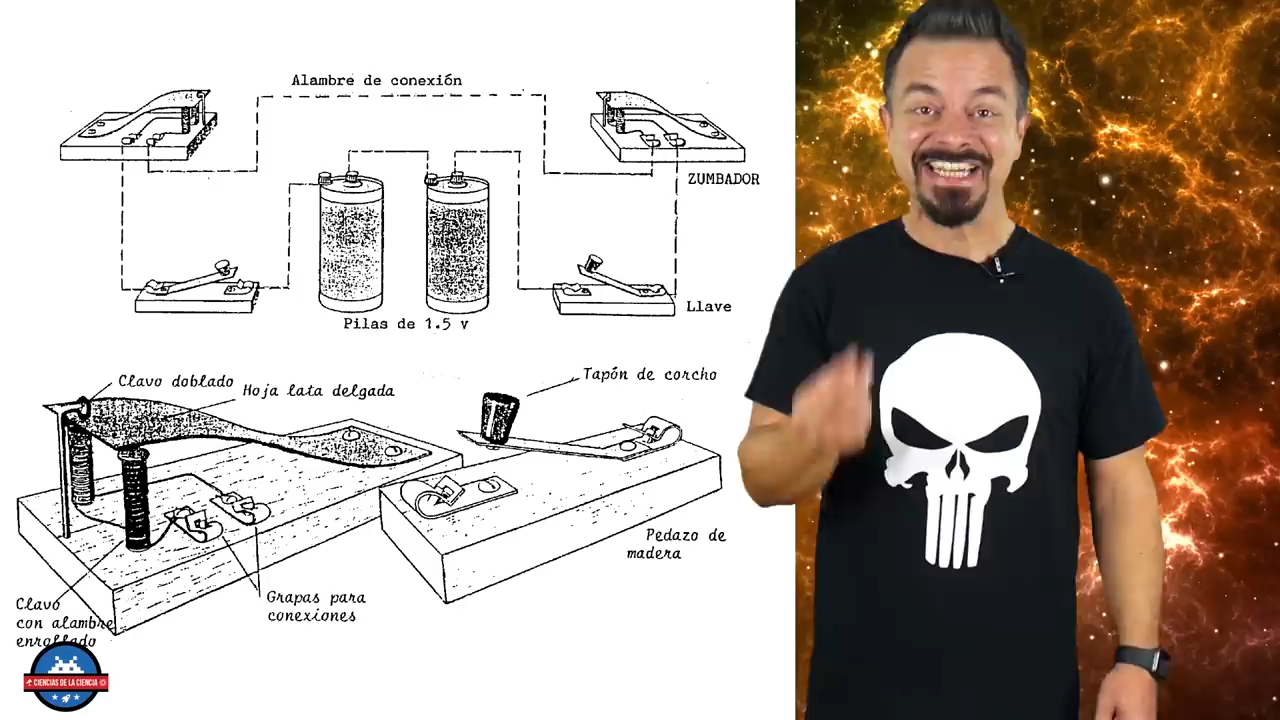 Alambre de conexión
ZUMBADOR
Llave
Pilas de 1.5 v
Clavo doblado
Hoja lata delgada
Tapón de corcho
Pedazo de
madera
Grapas para
conexiones
Clavo
con alambre
enrollado
CIENCIAS DE LA CIENCIA